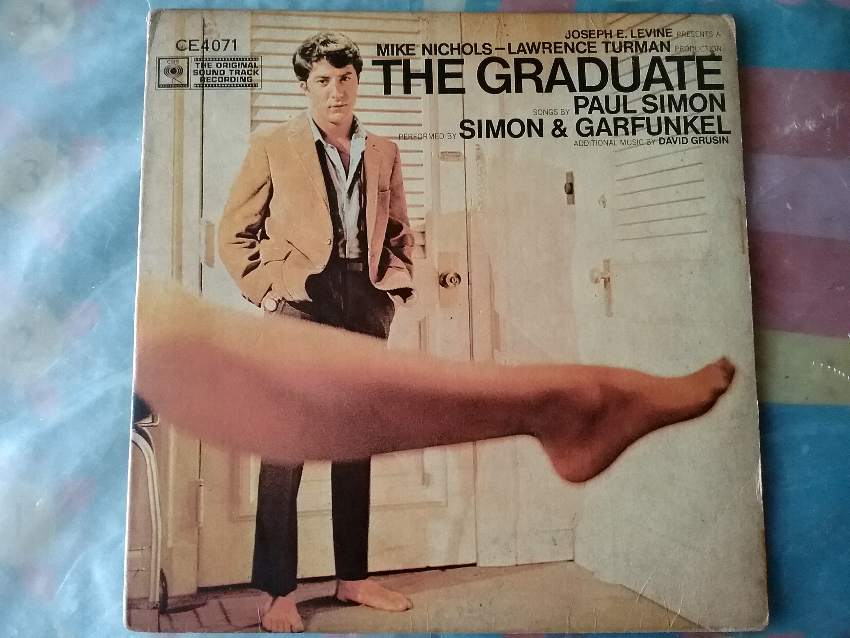 CE4071
CBS
THE ORIGINAL
SOUND TRACK
RECORDING
JOSEPH E. LEVINE PRESENTS A
MIKE NICHOLS–LAWRENCE TURMAN PRODUCTION
THE GRADUATE
SONGS BY PAUL SIMON
PERFORMED BY SIMON & GARFUNKEL
ADDITIONAL MUSIC BY DAVID GRUSIN